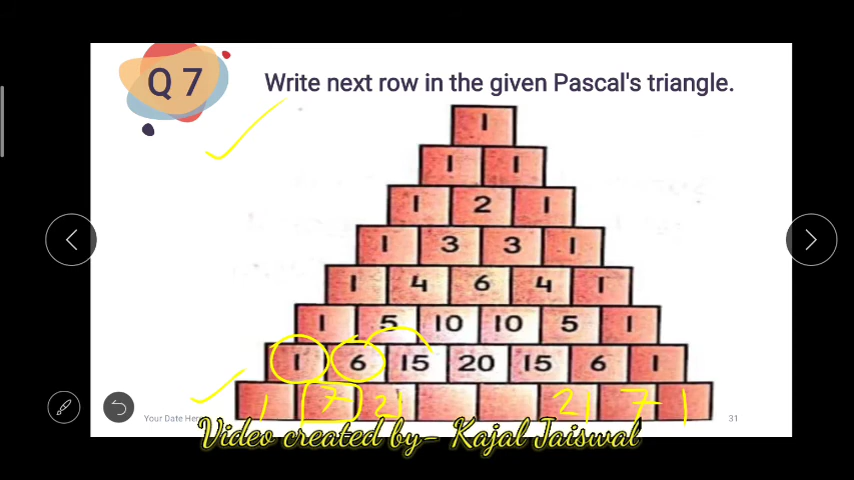 Q 7
Write next row in the given Pascal's triangle.
1
1 1
1 2 1
1 3 3 1
1 4 6 4 1
1 5 10 10 5 1
1 6 15 20 15 6 1
1 7 21 21 7 1
Your Date Here
31
Video created by- Kajal Jaiswal